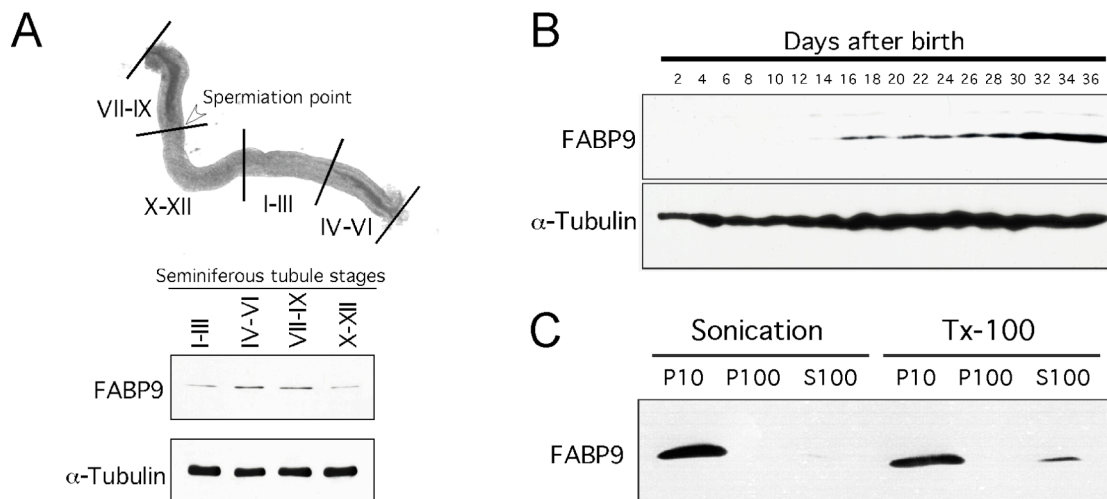 A
VII-IX
Spermiation point
X-XII
I-III
IV-VI
Seminiferous tubule stages
I-III
IV-VI
VII-IX
X-XII
FABP9
α-Tubulin
B
Days after birth
2 4 6 8 10 12 14 16 18 20 22 24 26 28 30 32 34 36
FABP9
α-Tubulin
C
Sonication Tx-100
P10 P100 S100 P10 P100 S100
FABP9